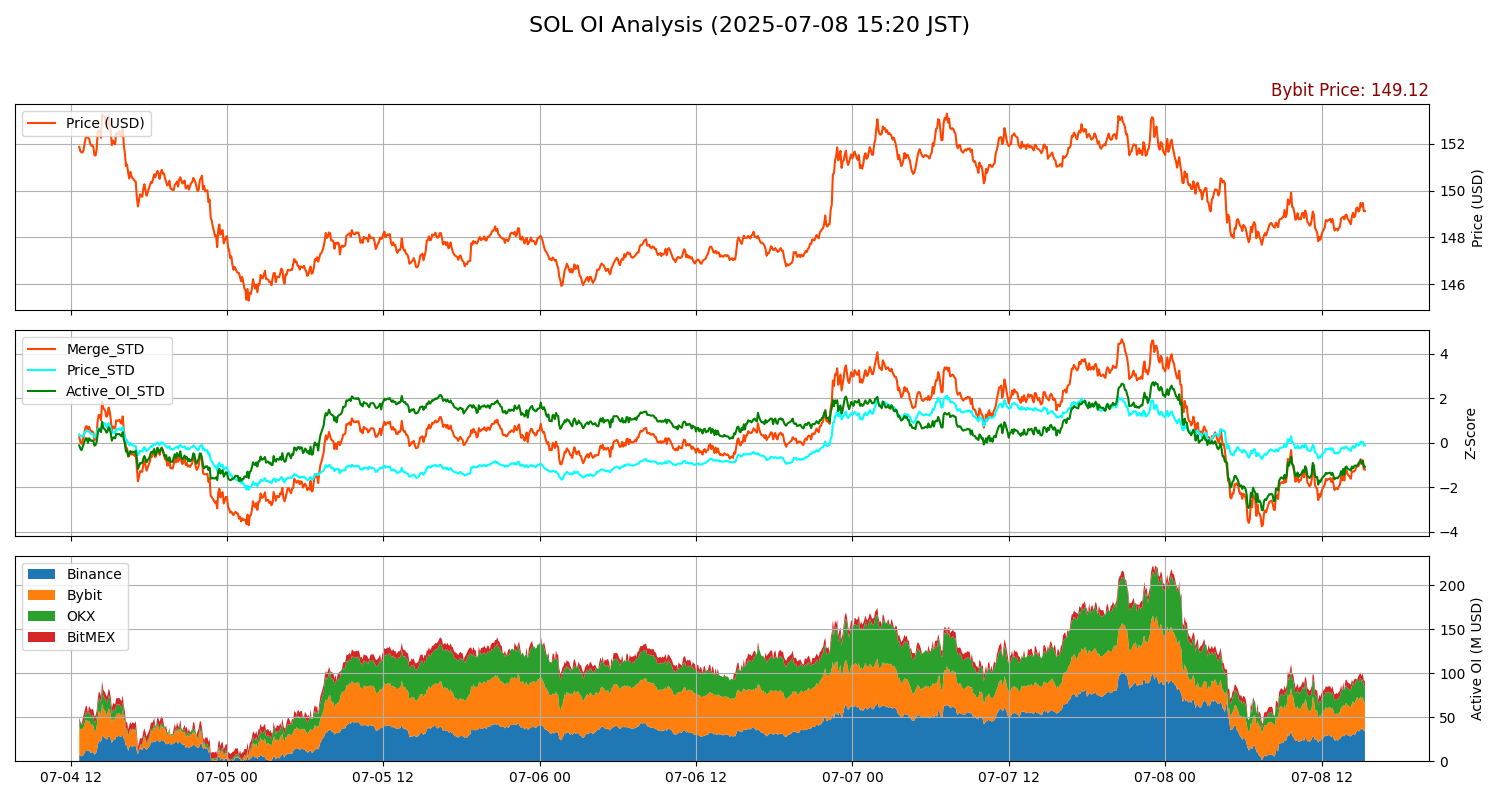 SOL OI Analysis (2025-07-08 15:20 JST)
Bybit Price: 149.12
Price (USD)
152
150
148
146
Price (USD)
Merge_STD
Price_STD
Active_OI_STD
4
2
0
−2
−4
Z-Score
Binance
Bybit
OKX
BitMEX
200
150
100
50
0
Active OI (M USD)
07-04 12
07-05 00
07-05 12
07-06 00
07-06 12
07-07 00
07-07 12
07-08 00
07-08 12